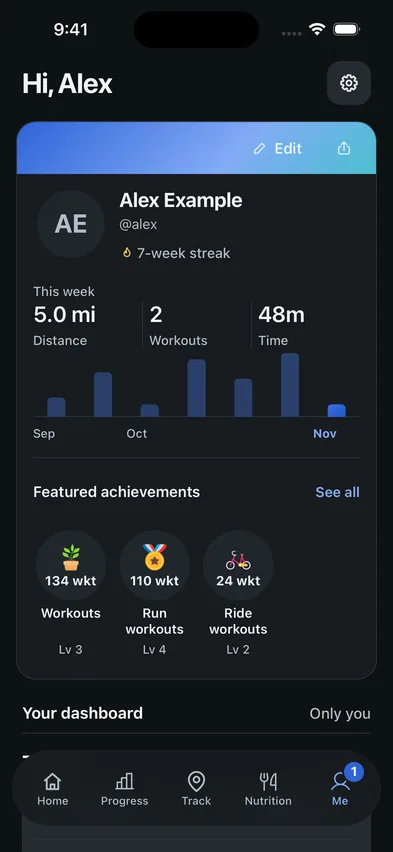 9:41
Hi, Alex
Edit
AE
Alex Example
@alex
7-week streak
This week
5.0 mi
2
48m
Distance
Workouts
Time
Sep
Oct
Nov
Featured achievements
See all
134 wkt
110 wkt
24 wkt
Workouts
Run
workouts
Ride
workouts
Lv 3
Lv 4
Lv 2
Your dashboard
Only you
1
Home
Progress
Track
Nutrition
Me